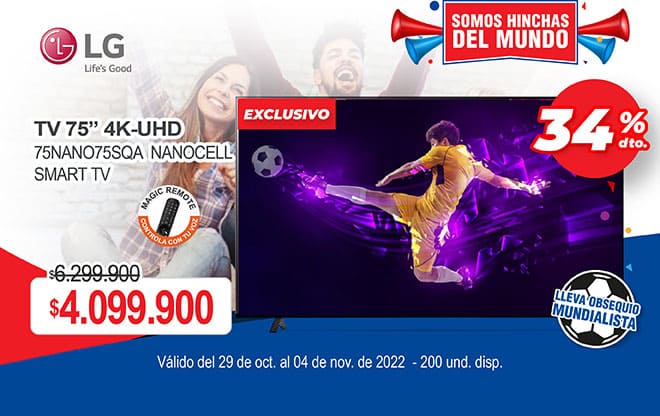 LG
Life's Good
SOMOS HINCHAS
DEL MUNDO
TV 75” 4K-UHD
75NANO75SQA NANOCELL
SMART TV
MAGIC REMOTE
CONTROLA CON TU VOZ
EXCLUSIVO
34% dto.
$6.299.900
$4.099.900
LLEVA OBSEQUIO
MUNDIALISTA
Válido del 29 de oct. al 04 de nov. de 2022 - 200 und. disp.